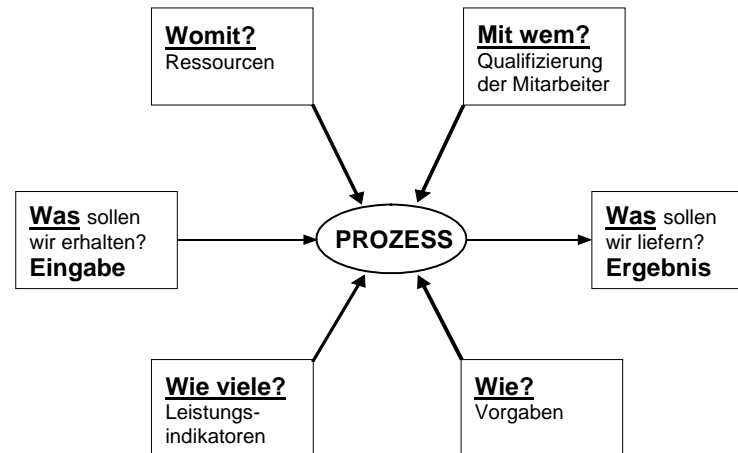 Womit?
Ressourcen
Mit wem?
Qualifizierung
der Mitarbeiter
Was sollen
wir erhalten?
Eingabe
PROZESS
Was sollen
wir liefern?
Ergebnis
Wie viele?
Leistungs-
indikatoren
Wie?
Vorgaben